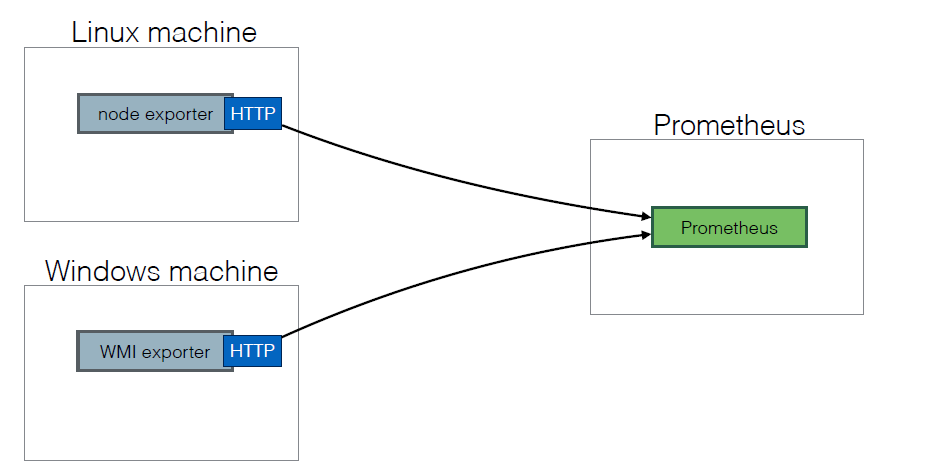 Linux machine
node exporter
HTTP
Prometheus
Prometheus
Windows machine
WMI exporter
HTTP